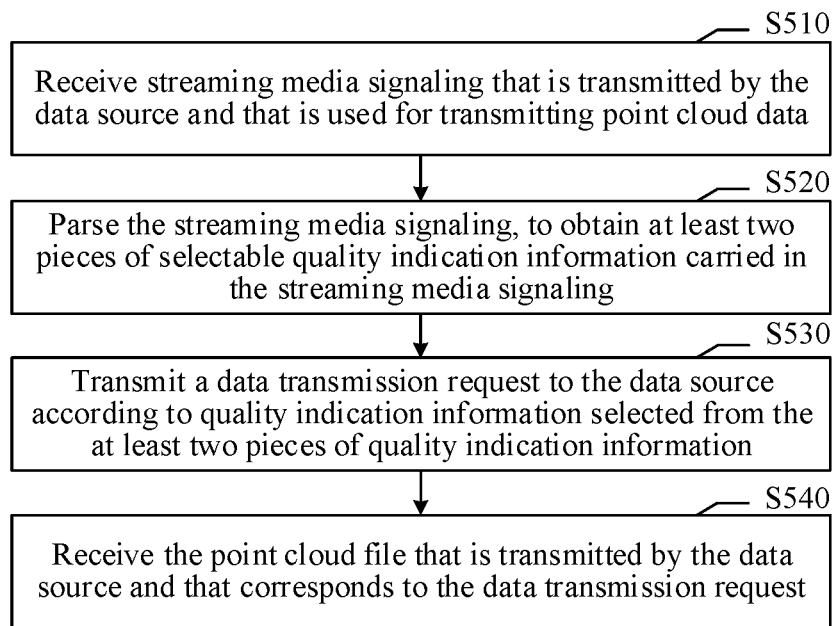 S510
Receive streaming media signaling that is transmitted by the
data source and that is used for transmitting point cloud data
S520
Parse the streaming media signaling, to obtain at least two
pieces of selectable quality indication information carried in
the streaming media signaling
S530
Transmit a data transmission request to the data source
according to quality indication information selected from the
at least two pieces of quality indication information
S540
Receive the point cloud file that is transmitted by the data
source and that corresponds to the data transmission request